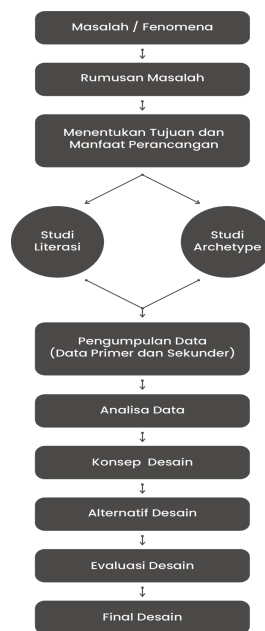 Masalah / Fenomena
Rumusan Masalah
Menentukan Tujuan dan
Manfaat Perancangan
Studi
Literasi
Studi
Archetype
Pengumpulan Data
(Data Primer dan Sekunder)
Analisa Data
Konsep Desain
Alternatif Desain
Evaluasi Desain
Final Desain